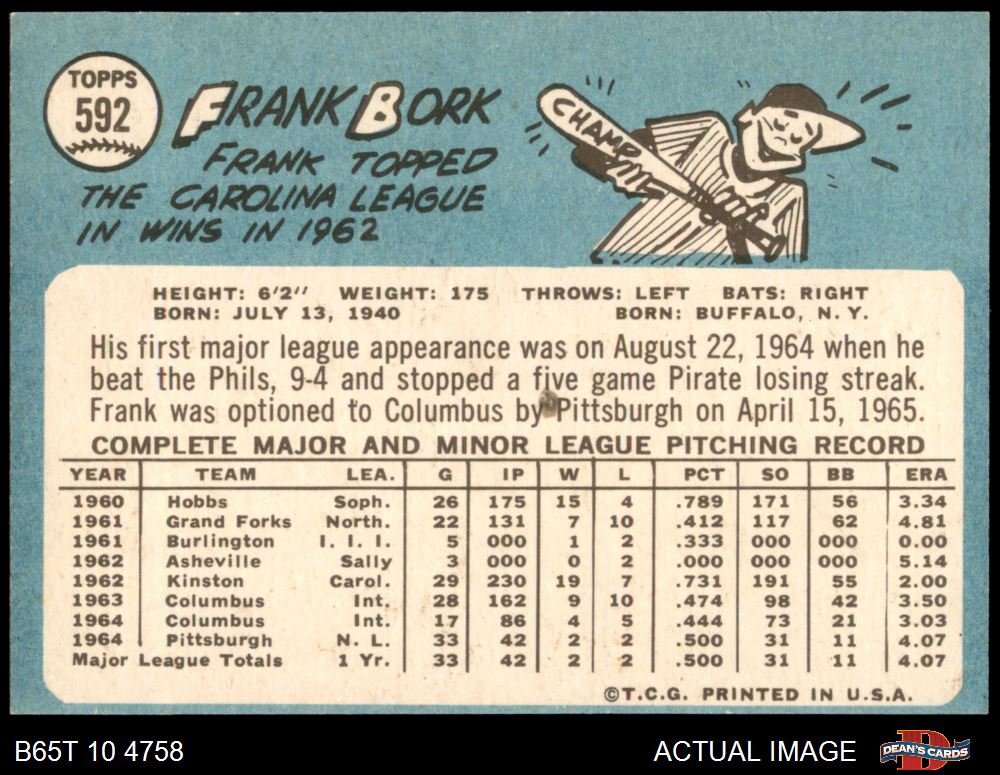 TOPPS
592
FRANK BORK
FRANK TOPPED
THE CAROLINA LEAGUE
IN WINS IN 1962
CHAMP
HEIGHT: 6'2" WEIGHT: 175 THROWS: LEFT BATS: RIGHT
BORN: JULY 13, 1940 BORN: BUFFALO, N. Y.
His first major league appearance was on August 22, 1964 when he
beat the Phils, 9-4 and stopped a five game Pirate losing streak.
Frank was optioned to Columbus by Pittsburgh on April 15, 1965.
COMPLETE MAJOR AND MINOR LEAGUE PITCHING RECORD
YEAR TEAM LEA. G IP W L PCT SO BB ERA
1960 Hobbs Soph. 26 175 15 4 .789 171 56 3.34
1961 Grand Forks North. 22 131 7 10 .412 117 62 4.81
1961 Burlington I. I. I. 5 000 1 2 .333 000 000 0.00
1962 Asheville Sally 3 000 0 2 .000 000 000 5.14
1962 Kinston Carol. 29 230 19 7 .731 191 55 2.00
1963 Columbus Int. 28 162 9 10 .474 98 42 3.50
1964 Columbus Int. 17 86 4 5 .444 73 21 3.03
1964 Pittsburgh N. L. 33 42 2 2 .500 31 11 4.07
Major League Totals 1 Yr. 33 42 2 2 .500 31 11 4.07
©T.C.G. PRINTED IN U.S.A.
B65T 10 4758 ACTUAL IMAGE DEAN'S CARDS